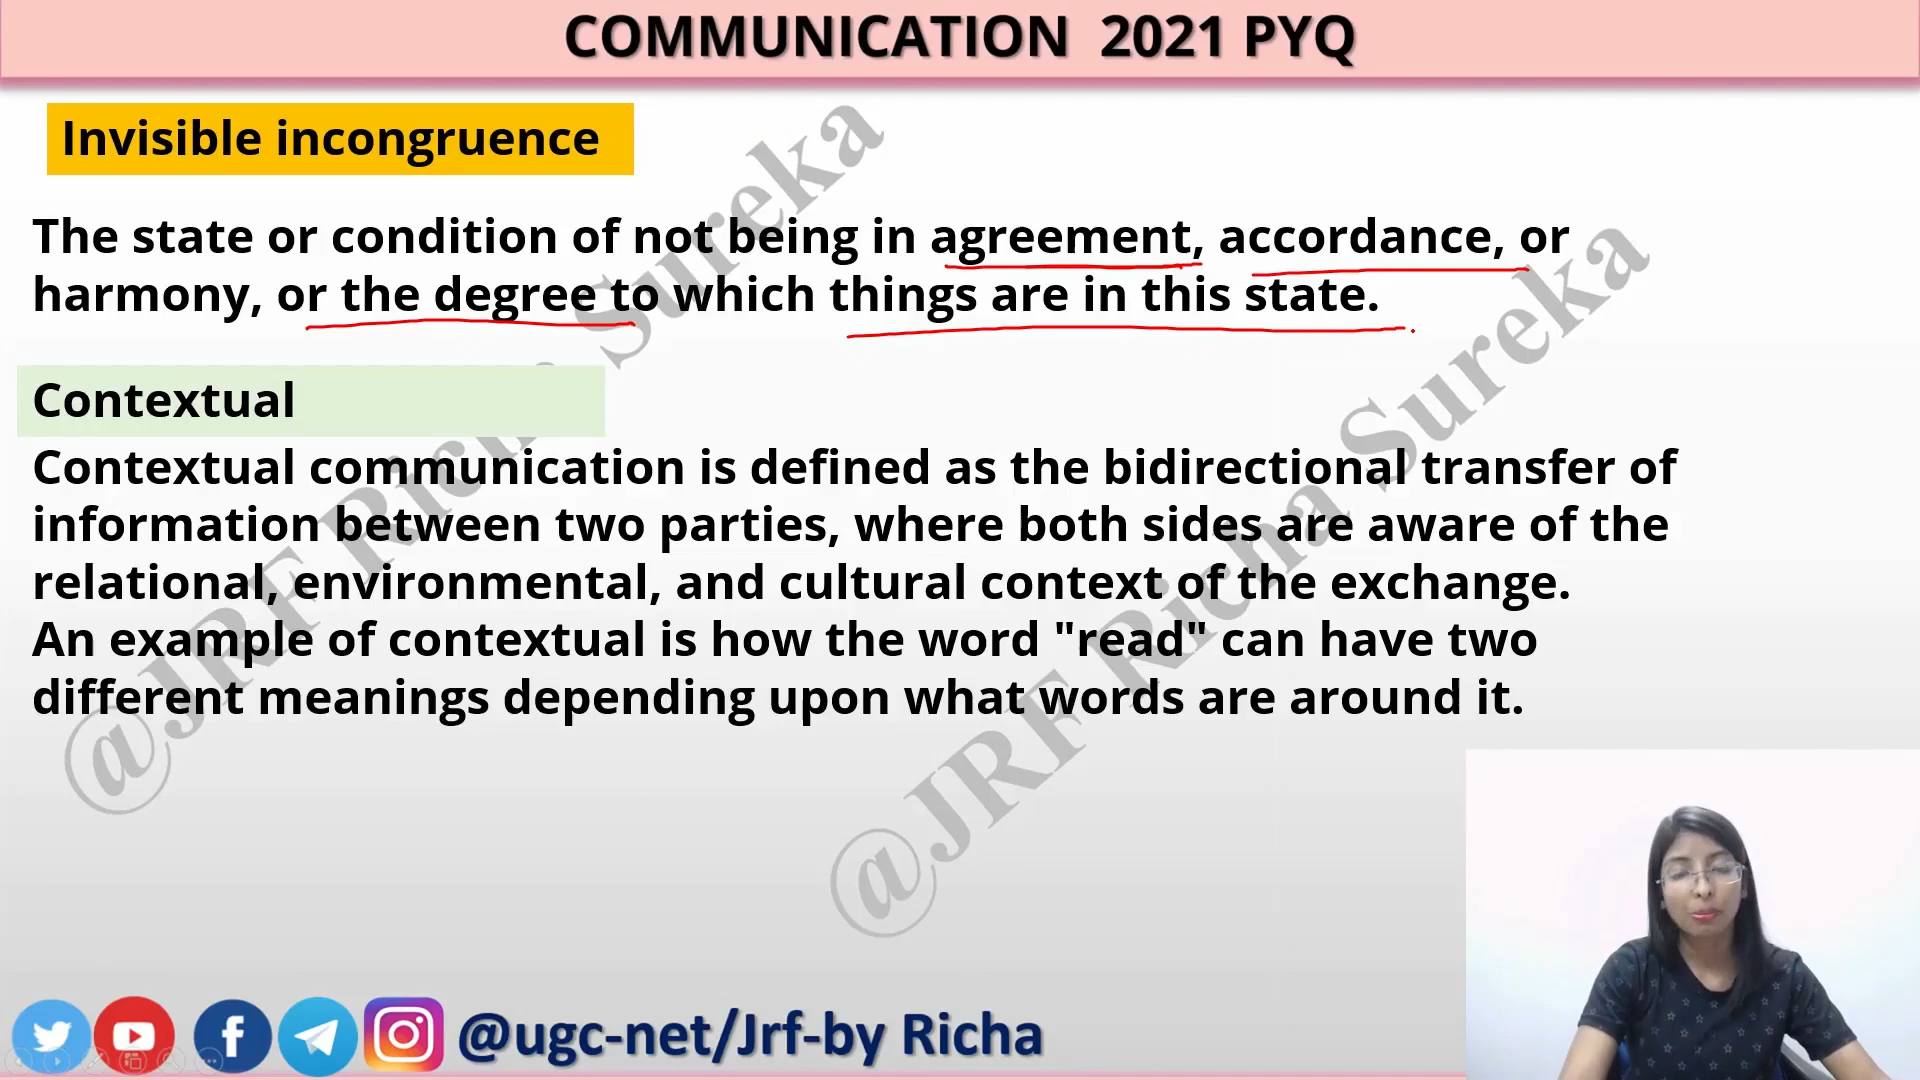 COMMUNICATION 2021 PYQ
Invisible incongruence
The state or condition of not being in agreement, accordance, or
harmony, or the degree to which things are in this state.
Contextual
Contextual communication is defined as the bidirectional transfer of
information between two parties, where both sides are aware of the
relational, environmental, and cultural context of the exchange.
An example of contextual is how the word "read" can have two
different meanings depending upon what words are around it.
@JRF Richa Sureka
@JRF Richa Sureka
@ugc-net/Jrf-by Richa